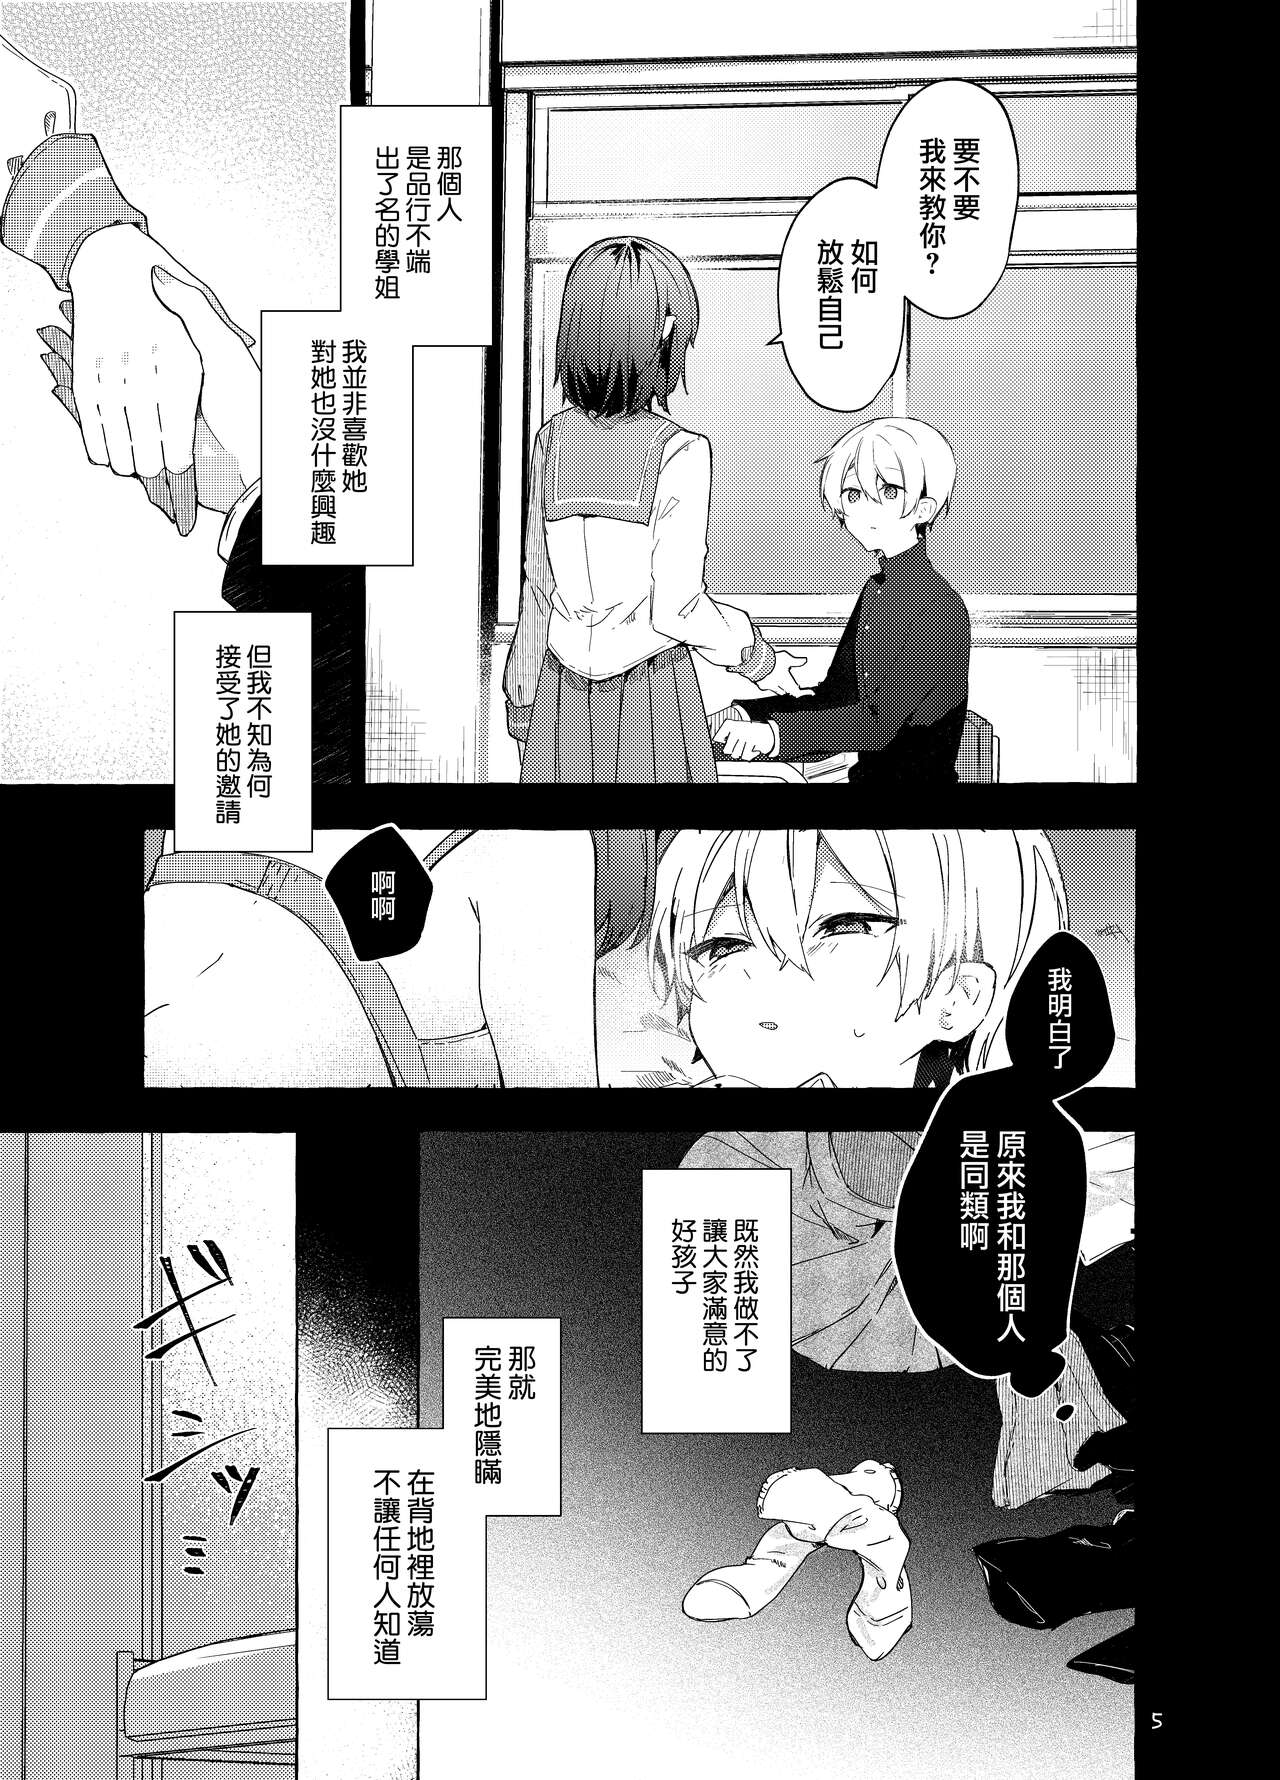 要不要
我來教你？
如何
放鬆自己
那個人
是品行不端
出了名的學姐
我並非喜歡她
對她也沒什麼興趣
但我不知為何
接受了她的邀請
我明白了
原來我和那個人
是同類啊
啊啊
既然我做不了
讓大家滿意的
好孩子
那就
完美地隱瞞
在背地裡放蕩
不讓任何人知道
ギシッ
5